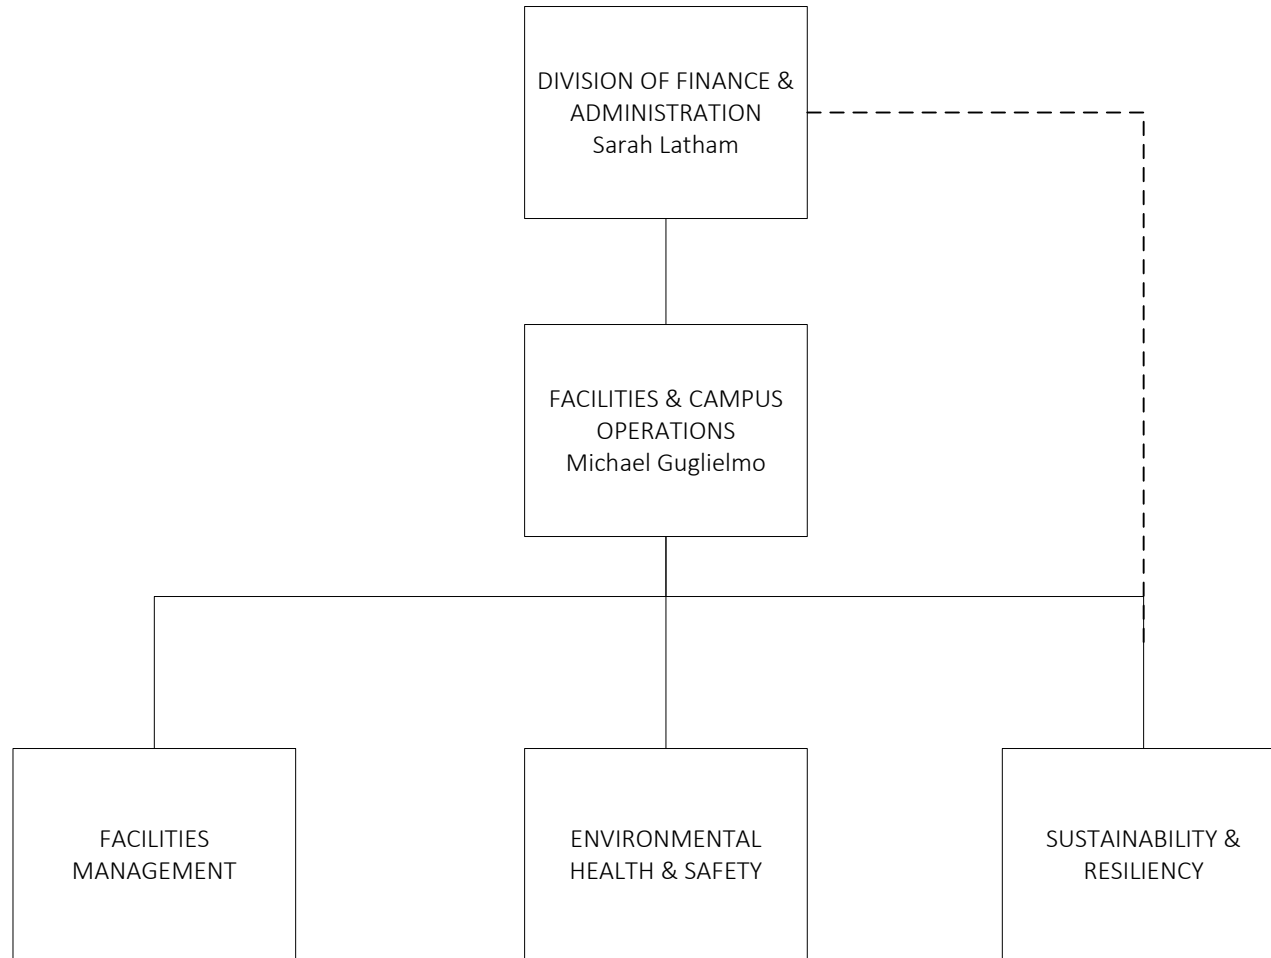 DIVISION OF FINANCE &
ADMINISTRATION
Sarah Latham
FACILITIES & CAMPUS
OPERATIONS
Michael Guglielmo
FACILITIES
MANAGEMENT
ENVIRONMENTAL
HEALTH & SAFETY
SUSTAINABILITY &
RESILIENCY